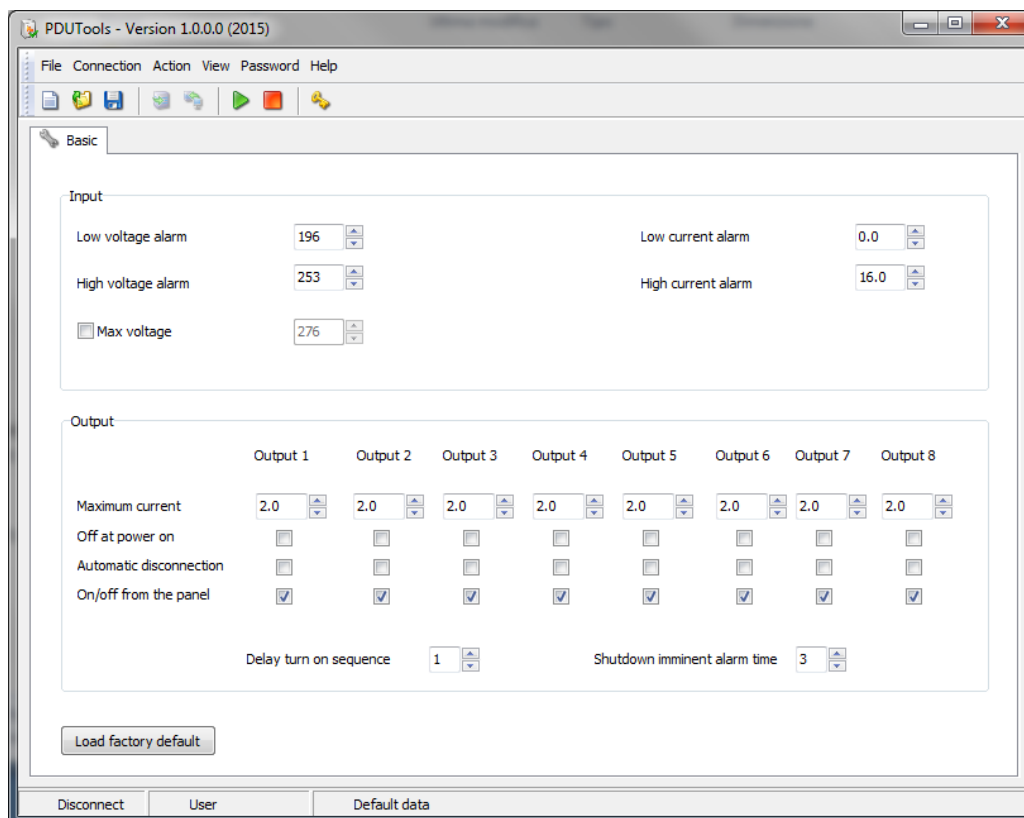 PDUTools - Version 1.0.0.0 (2015)
File Connection Action View Password Help
Basic
Input
Low voltage alarm 196 Low current alarm 0.0
High voltage alarm 253 High current alarm 16.0
Max voltage 276
Output
Output 1 Output 2 Output 3 Output 4 Output 5 Output 6 Output 7 Output 8
Maximum current 2.0 2.0 2.0 2.0 2.0 2.0 2.0 2.0
Off at power on
Automatic disconnection
On/off from the panel
Delay turn on sequence 1 Shutdown imminent alarm time 3
Load factory default
Disconnect User Default data